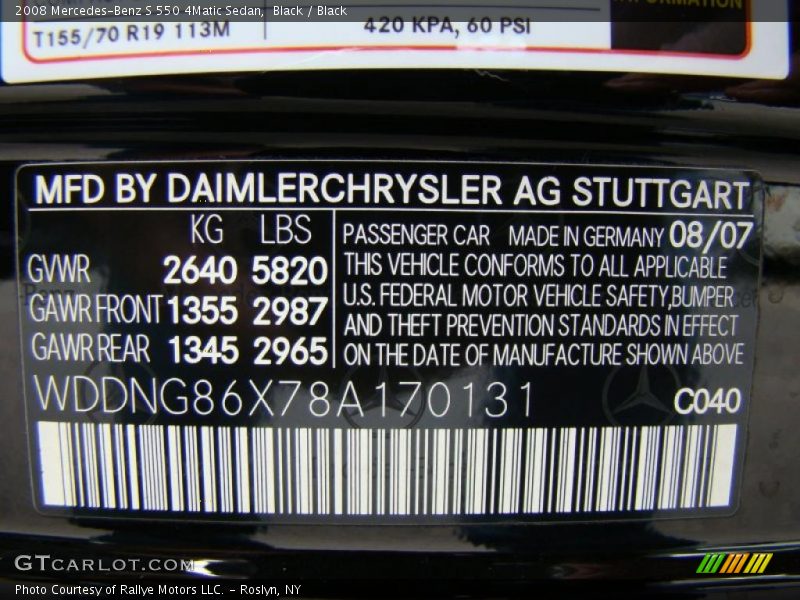 2008 Mercedes-Benz S 550 4Matic Sedan, Black / Black
INFORMATION
T155/70 R19 113M 420 KPA, 60 PSI
MFD BY DAIMLERCHRYSLER AG STUTTGART
KG LBS
GVWR 2640 5820
GAWR FRONT 1355 2987
GAWR REAR 1345 2965
PASSENGER CAR MADE IN GERMANY 08/07
THIS VEHICLE CONFORMS TO ALL APPLICABLE
U.S. FEDERAL MOTOR VEHICLE SAFETY, BUMPER
AND THEFT PREVENTION STANDARDS IN EFFECT
ON THE DATE OF MANUFACTURE SHOWN ABOVE
WDDNG86X78A170131 C040
GTCARLOT.COM
Photo Courtesy of Rallye Motors LLC. - Roslyn, NY